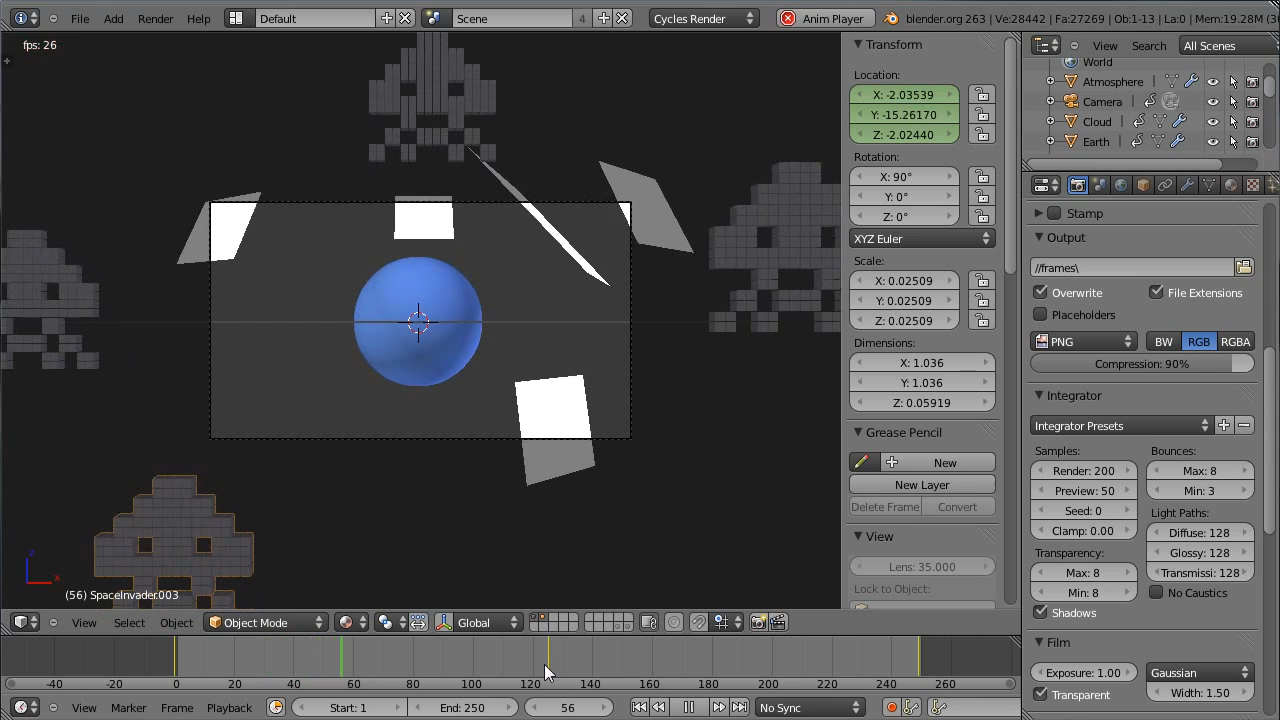 File Add Render Help Default Scene 4 Cycles Render Anim Player blender.org 263 | Ve:28442 | Fa:27269 | Ob:1-13 | La:0 | Mem:19.28M
fps: 26
(56) SpaceInvader.003
View Select Object Object Mode Global
Transform
Location:
X: -2.03539
Y: -15.26170
Z: -2.02440
Rotation:
X: 90°
Y: 0°
Z: 0°
XYZ Euler
Scale:
X: 0.02509
Y: 0.02509
Z: 0.02509
Dimensions:
X: 1.036
Y: 1.036
Z: 0.05919
Grease Pencil
New
New Layer
Delete Frame Convert
View
Lens: 35.000
Lock to Object:
View Search All Scenes
World
Atmosphere
Camera
Cloud
Earth
Stamp
Output
//frames\
Overwrite File Extensions
Placeholders
PNG BW RGB RGBA
Compression: 90%
Integrator
Integrator Presets
Samples: Bounces:
Render: 200 Max: 8
Preview: 50 Min: 3
Seed: 0 Light Paths:
Clamp: 0.00 Diffuse: 128
Transparency: Glossy: 128
Max: 8 Transmissi: 128
Min: 8 No Caustics
Shadows
Film
Exposure: 1.00 Gaussian
Transparent Width: 1.50
-40 -20 0 20 40 60 80 100 120 140 160 180 200 220 240 260
View Marker Frame Playback Start: 1 End: 250 56 No Sync